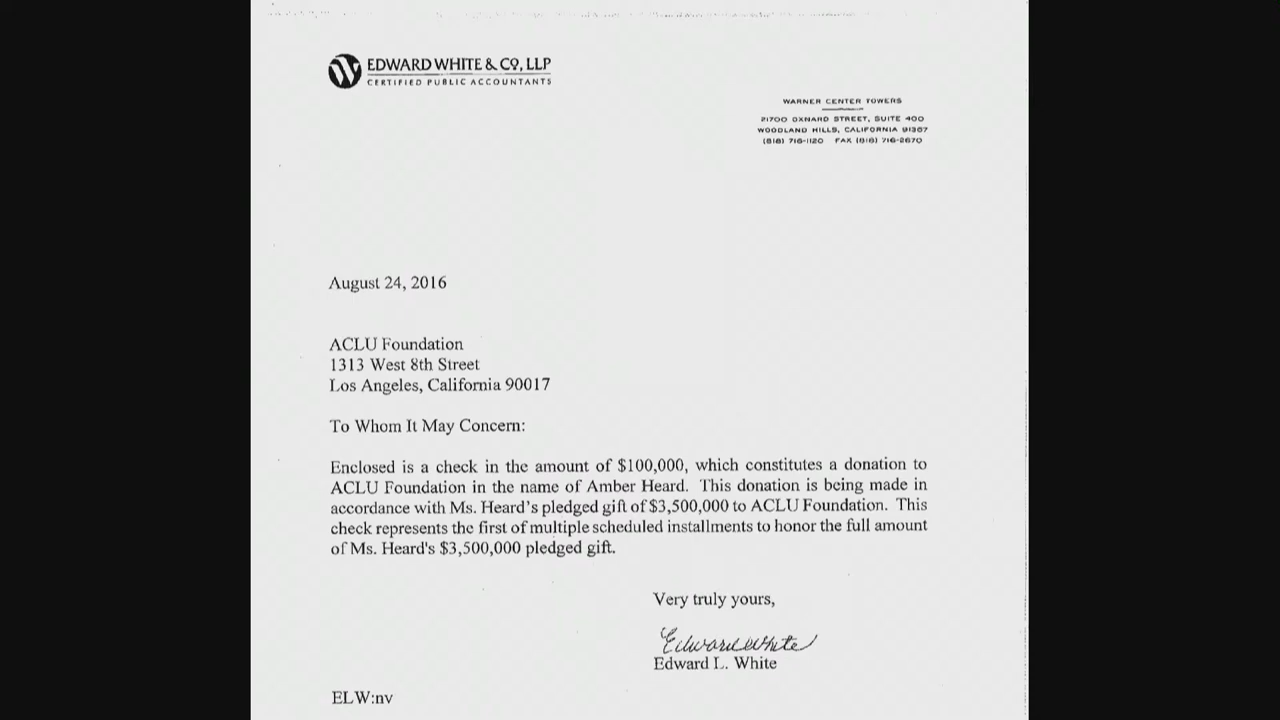 EDWARD WHITE & CO, LLP
CERTIFIED PUBLIC ACCOUNTANTS
WARNER CENTER TOWERS
21700 OXNARD STREET, SUITE 400
WOODLAND HILLS, CALIFORNIA 91367
(818) 716-1120 FAX (818) 716-2670
August 24, 2016
ACLU Foundation
1313 West 8th Street
Los Angeles, California 90017
To Whom It May Concern:
Enclosed is a check in the amount of $100,000, which constitutes a donation to
ACLU Foundation in the name of Amber Heard. This donation is being made in
accordance with Ms. Heard's pledged gift of $3,500,000 to ACLU Foundation. This
check represents the first of multiple scheduled installments to honor the full amount
of Ms. Heard's $3,500,000 pledged gift.
Very truly yours,
Edward White
Edward L. White
ELW:nv